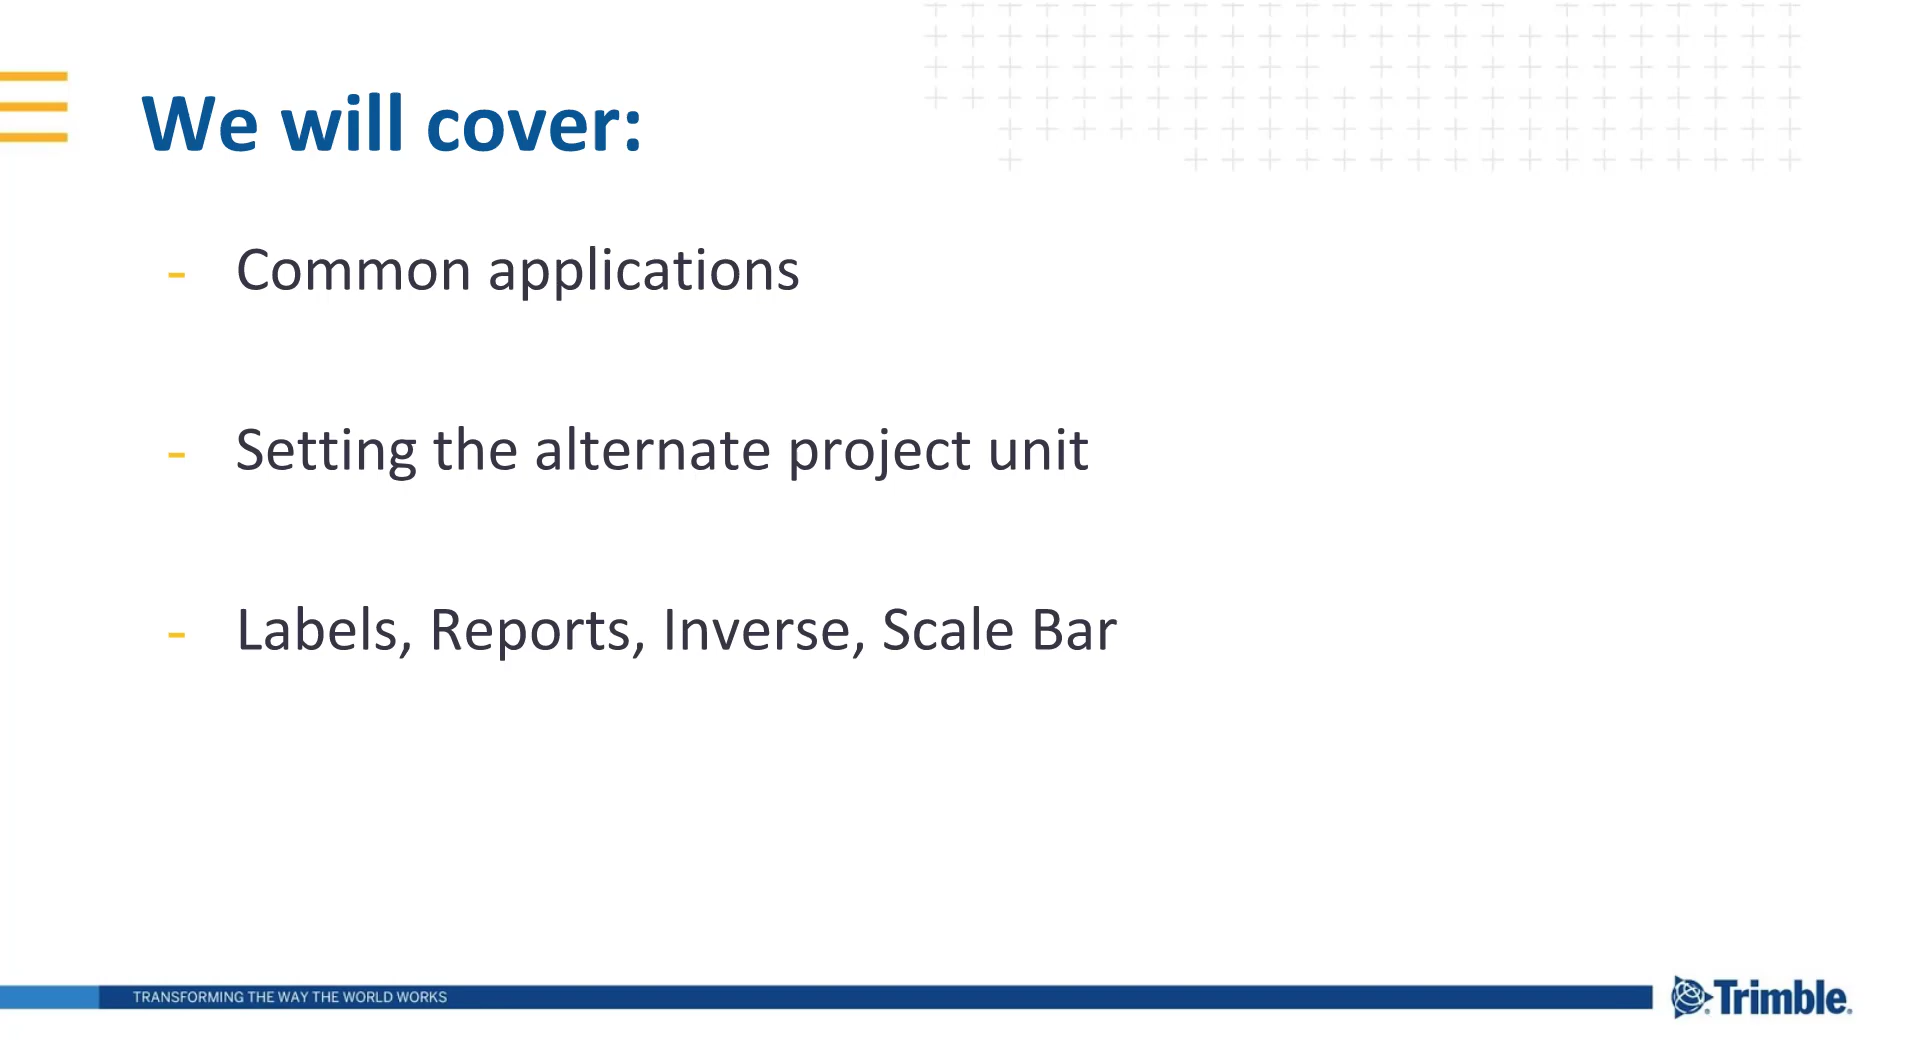 We will cover:
- Common applications
- Setting the alternate project unit
- Labels, Reports, Inverse, Scale Bar
TRANSFORMING THE WAY THE WORLD WORKS
Trimble.